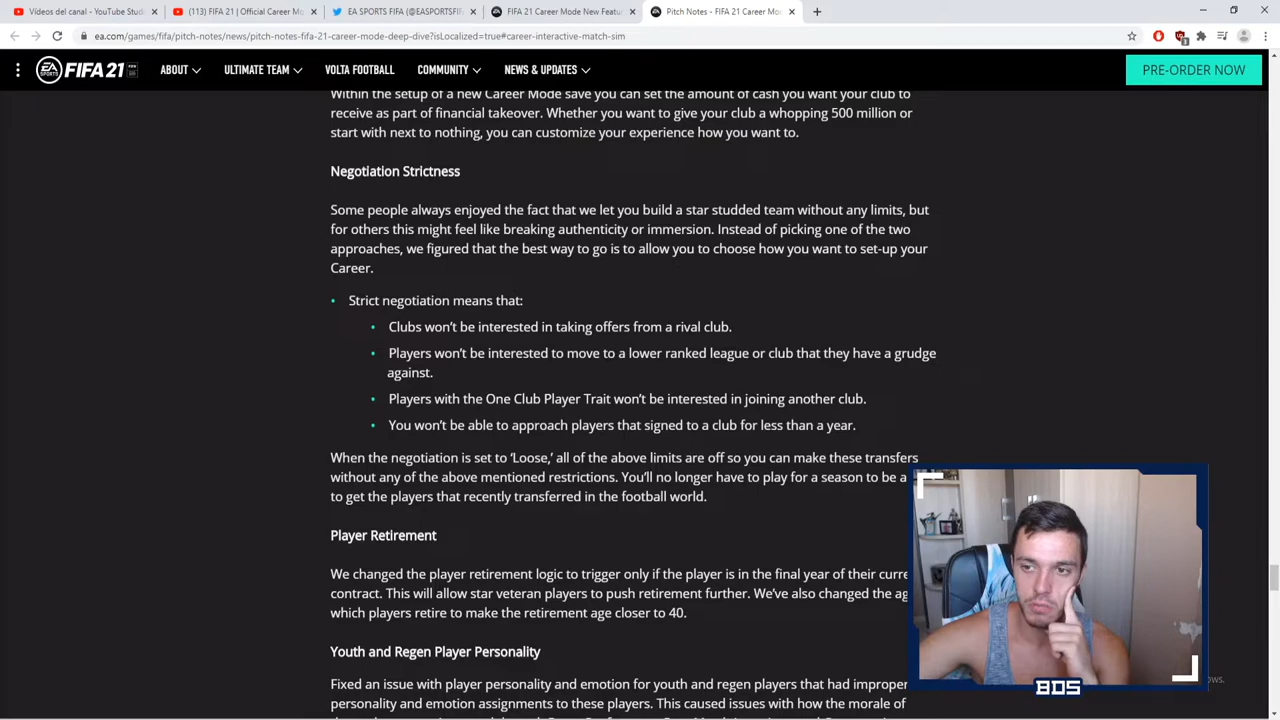 Vídeos del canal - YouTube Stud
(113) FIFA 21 | Official Career Mo
EA SPORTS FIFA (@EASPORTSFIF
FIFA 21 Career Mode New Featur
Pitch Notes - FIFA 21 Career Mod
ea.com/games/fifa/pitch-notes/news/pitch-notes-fifa-21-career-mode-deep-dive?isLocalized=true#career-interactive-match-sim
EA SPORTS FIFA 21 ABOUT ULTIMATE TEAM VOLTA FOOTBALL COMMUNITY NEWS & UPDATES PRE-ORDER NOW
Within the setup of a new Career Mode save you can set the amount of cash you want your club to
receive as part of financial takeover. Whether you want to give your club a whopping 500 million or
start with next to nothing, you can customize your experience how you want to.
Negotiation Strictness
Some people always enjoyed the fact that we let you build a star studded team without any limits, but
for others this might feel like breaking authenticity or immersion. Instead of picking one of the two
approaches, we figured that the best way to go is to allow you to choose how you want to set-up your
Career.
• Strict negotiation means that:
• Clubs won't be interested in taking offers from a rival club.
• Players won't be interested to move to a lower ranked league or club that they have a grudge
against.
• Players with the One Club Player Trait won't be interested in joining another club.
• You won't be able to approach players that signed to a club for less than a year.
When the negotiation is set to 'Loose,' all of the above limits are off so you can make these transfers
without any of the above mentioned restrictions. You'll no longer have to play for a season to be a
to get the players that recently transferred in the football world.
Player Retirement
We changed the player retirement logic to trigger only if the player is in the final year of their curre
contract. This will allow star veteran players to push retirement further. We've also changed the ag
which players retire to make the retirement age closer to 40.
Youth and Regen Player Personality
Fixed an issue with player personality and emotion for youth and regen players that had improper
personality and emotion assignments to these players. This caused issues with how the morale of
ws.
BDS